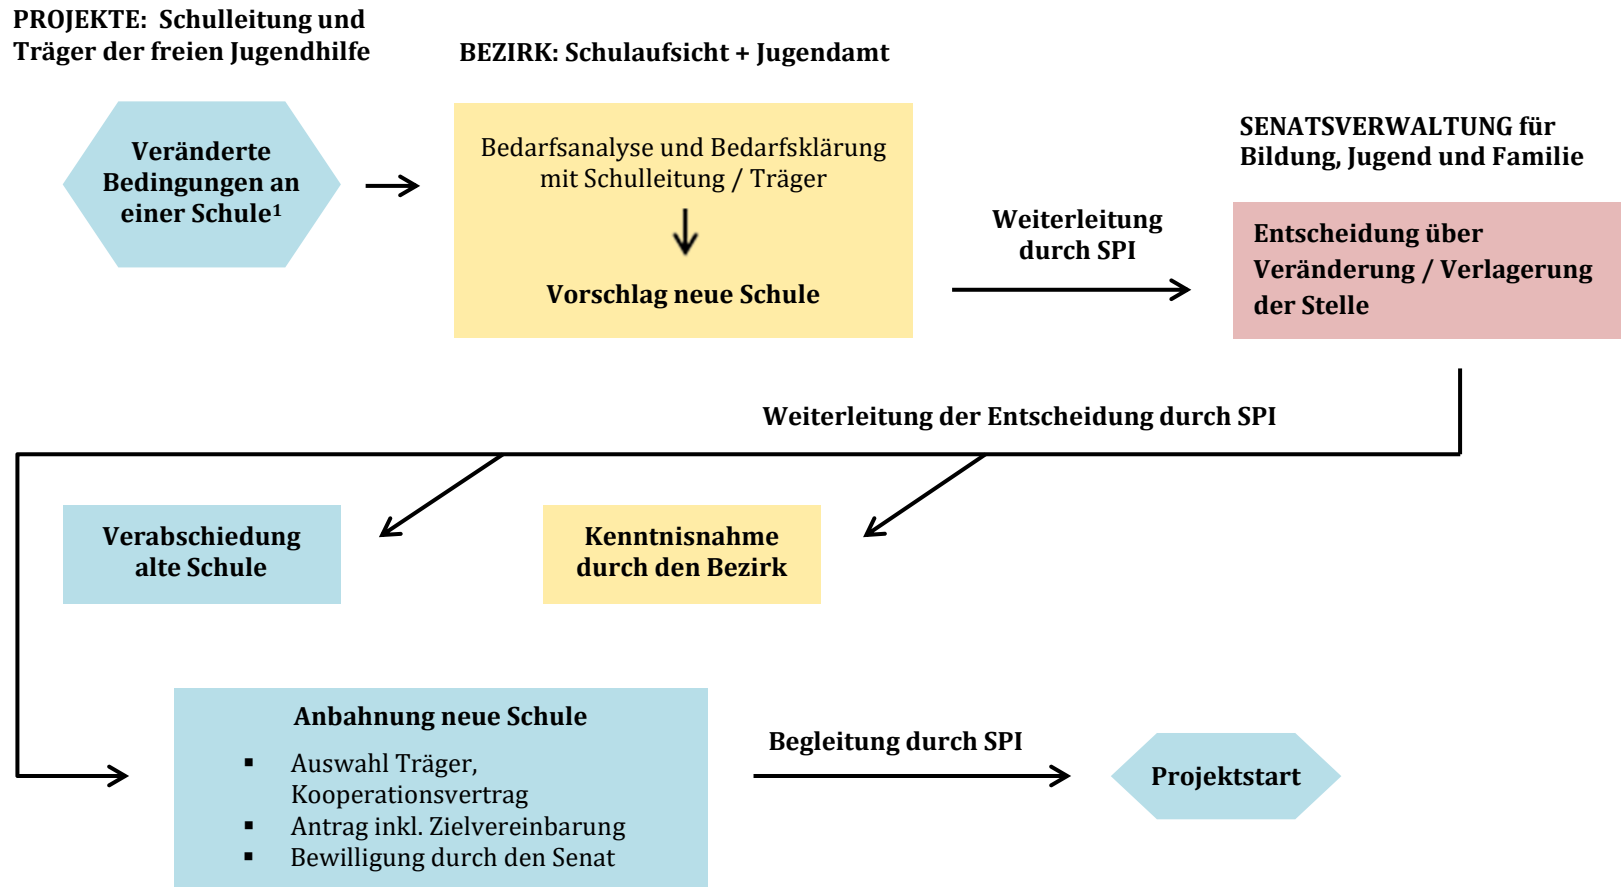 PROJEKTE:  Schulleitung und
Träger der freien Jugendhilfe
BEZIRK: Schulaufsicht + Jugendamt
SENATSVERWALTUNG für
Bildung, Jugend und Familie
Veränderte
Bedingungen an
einer Schule¹
Bedarfsanalyse und Bedarfsklärung
mit Schulleitung / Träger
Vorschlag neue Schule
Weiterleitung
durch SPI
Entscheidung über
Veränderung / Verlagerung
der Stelle
Weiterleitung der Entscheidung durch SPI
Verabschiedung
alte Schule
Kenntnisnahme
durch den Bezirk
Anbahnung neue Schule
▪ Auswahl Träger,
Kooperationsvertrag
▪ Antrag inkl. Zielvereinbarung
▪ Bewilligung durch den Senat
Begleitung durch SPI
Projektstart